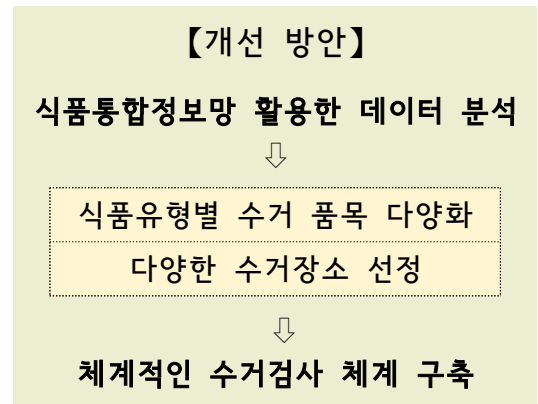 【개선 방안】
식품통합정보망 활용한 데이터 분석
⇩
식품유형별 수거 품목 다양화
다양한 수거장소 선정
⇩
체계적인 수거검사 체계 구축